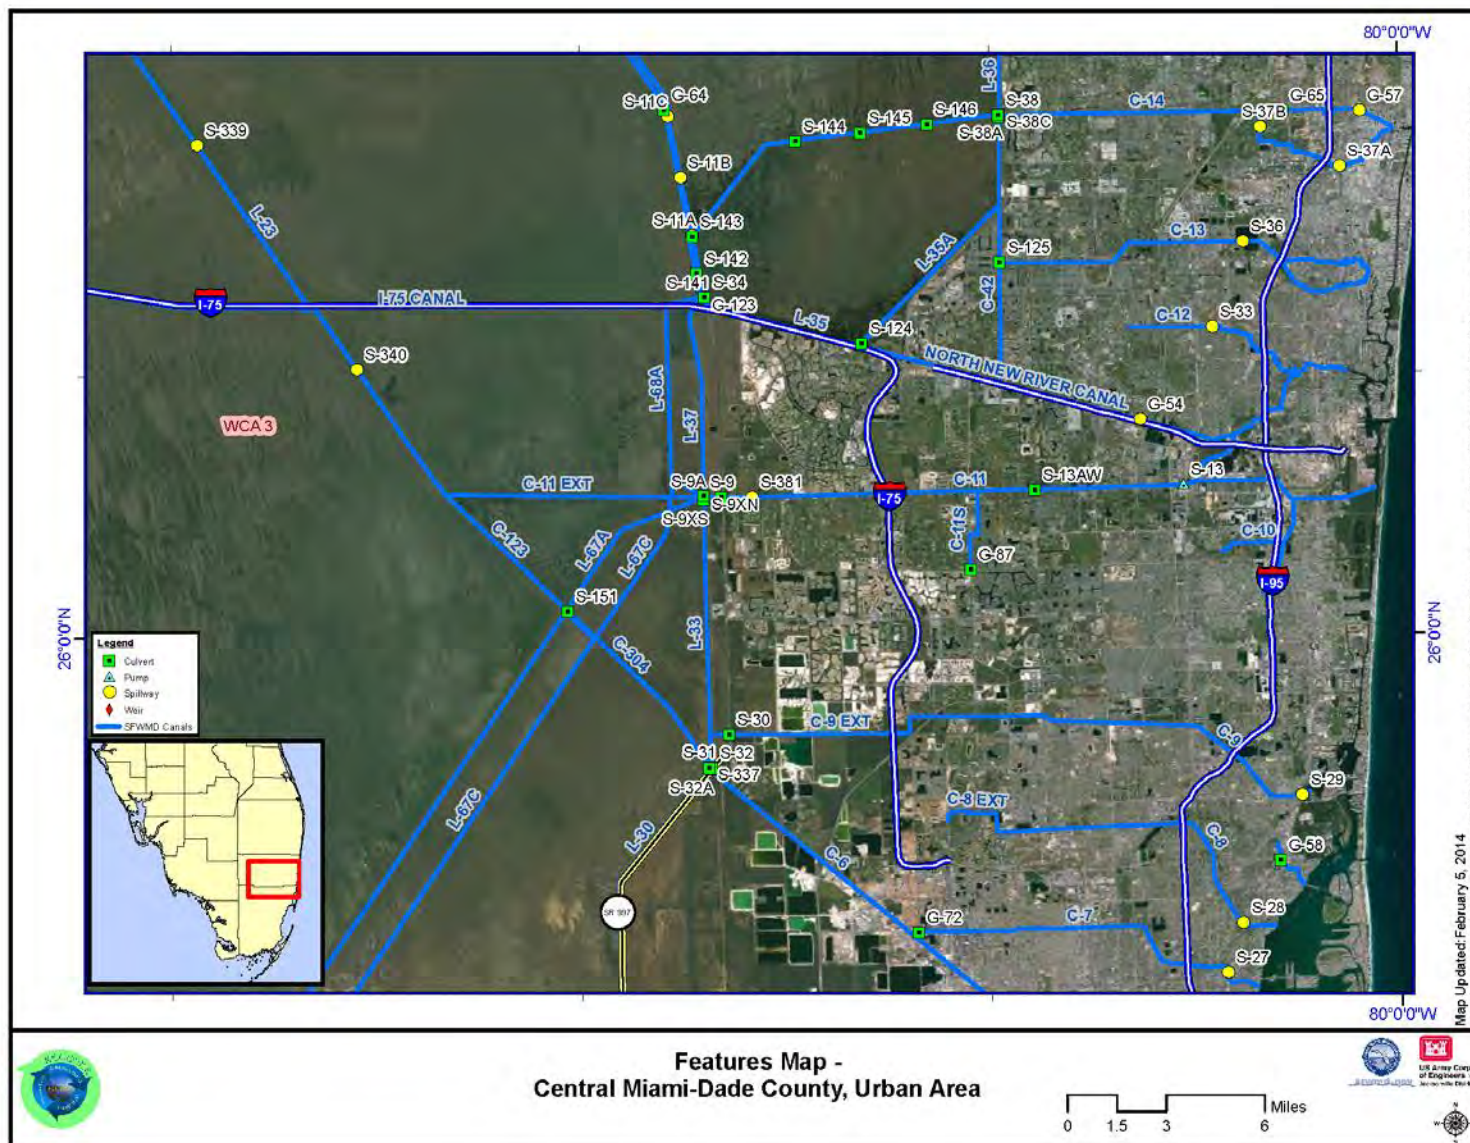 80°0'0"W
L-36
S-11C
G-64
S-339
S-144
S-145
S-146
S-38
S-38A
S-38C
C-14
S-37B
G-65
G-57
S-37A
S-11B
L-23
S-11A
S-143
L-35A
S-125
C-13
S-36
S-142
S-141
S-34
G-123
C-42
I-75
I-75 CANAL
L-35
S-124
C-12
S-33
S-340
L-68A
NORTH NEW RIVER CANAL
WCA 3
L-37
G-54
C-11 EXT
S-9A
S-9
S-381
S-9XN
S-9XS
I-75
C-11
S-13AW
S-13
C-123
L-67A
L-67C
C-11S
C-10
G-87
I-95
S-151
26°0'0"N
26°0'0"N
L-33
C-304
Legend
Culvert
Pump
Spillway
Weir
SFWMD Canals
S-30
C-9 EXT
C-9
S-31
S-32
S-337
S-32A
S-29
L-67C
L-30
C-8 EXT
C-8
C-6
G-58
SR 997
G-72
C-7
S-28
S-27
80°0'0"W
Map Updated: February 5, 2014
Features Map -
Central Miami-Dade County, Urban Area
0 1.5 3 6
Miles
US Army Corp
of Engineers
N
W